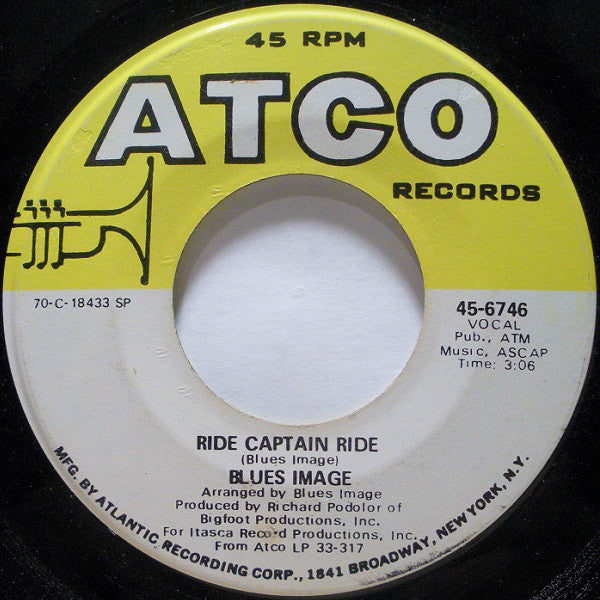 45 RPM
ATCO
RECORDS
70-C-18433 SP
45-6746
VOCAL
Pub., ATM
Music, ASCAP
Time: 3:06
RIDE CAPTAIN RIDE
(Blues Image)
BLUES IMAGE
Arranged by Blues Image
Produced by Richard Podolor of
Bigfoot Productions, Inc.
For Itasca Record Productions, Inc.
From Atco LP 33-317
MFG. BY ATLANTIC RECORDING CORP., 1841 BROADWAY, NEW YORK, N.Y.